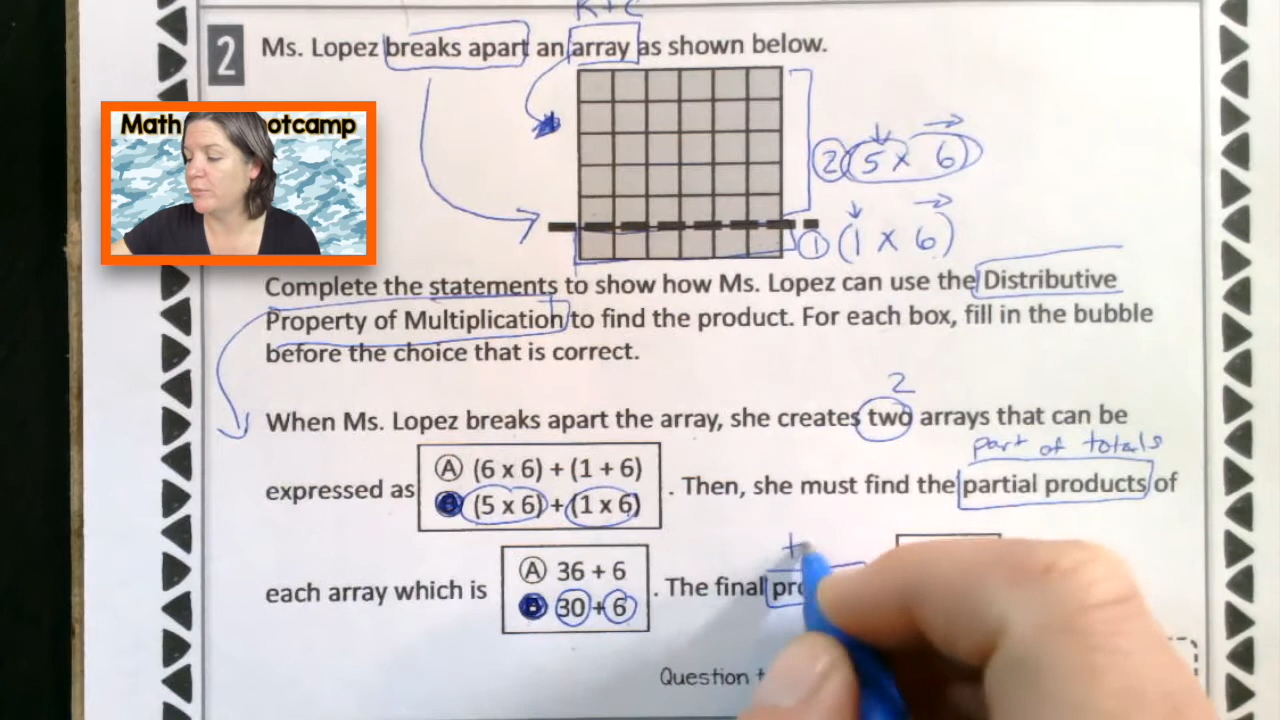 R + C
2 Ms. Lopez breaks apart an array as shown below.
Math otcamp
② (5 x 6)
① (1 x 6)
Complete the statements to show how Ms. Lopez can use the Distributive
Property of Multiplication to find the product. For each box, fill in the bubble
before the choice that is correct.
2
When Ms. Lopez breaks apart the array, she creates two arrays that can be
part of totals
Ⓐ (6 x 6) + (1 + 6)
expressed as . Then, she must find the partial products of
(5 x 6) + (1 x 6)
Ⓐ 36 + 6
each array which is . The final
30 + 6
Question